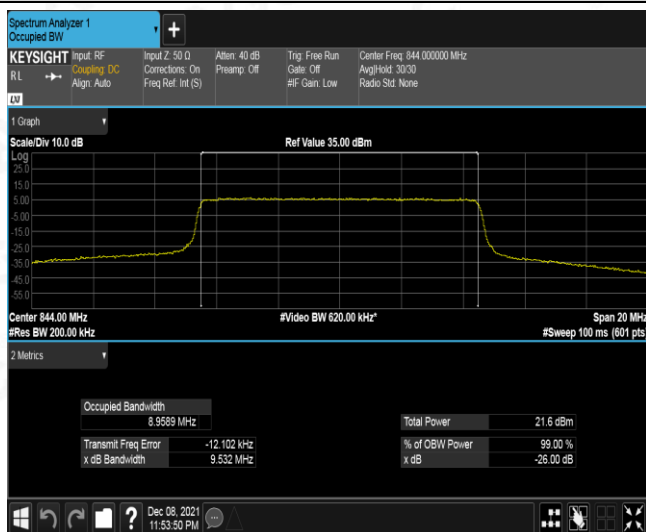 Spectrum Analyzer 1
Occupied BW
+
KEYSIGHT
RL
LXI
Input: RF
Coupling: DC
Align: Auto
Input Z: 50 Ω
Corrections: On
Freq Ref: Int (S)
Atten: 40 dB
Preamp: Off
Trig: Free Run
Gate: Off
#IF Gain: Low
Center Freq: 844.000000 MHz
Avg|Hold: 30/30
Radio Std: None
1 Graph
Scale/Div 10.0 dB
Ref Value 35.00 dBm
Log
25.0
15.0
5.00
-5.00
-15.0
-25.0
-35.0
-45.0
-55.0
Center 844.00 MHz
#Video BW 620.00 kHz*
Span 20 MHz
#Res BW 200.00 kHz
#Sweep 100 ms (601 pts)
2 Metrics
Occupied Bandwidth
8.9589 MHz
Total Power 21.6 dBm
Transmit Freq Error -12.102 kHz
% of OBW Power 99.00 %
x dB Bandwidth 9.532 MHz
x dB -26.00 dB
?
Dec 08, 2021
11:53:50 PM